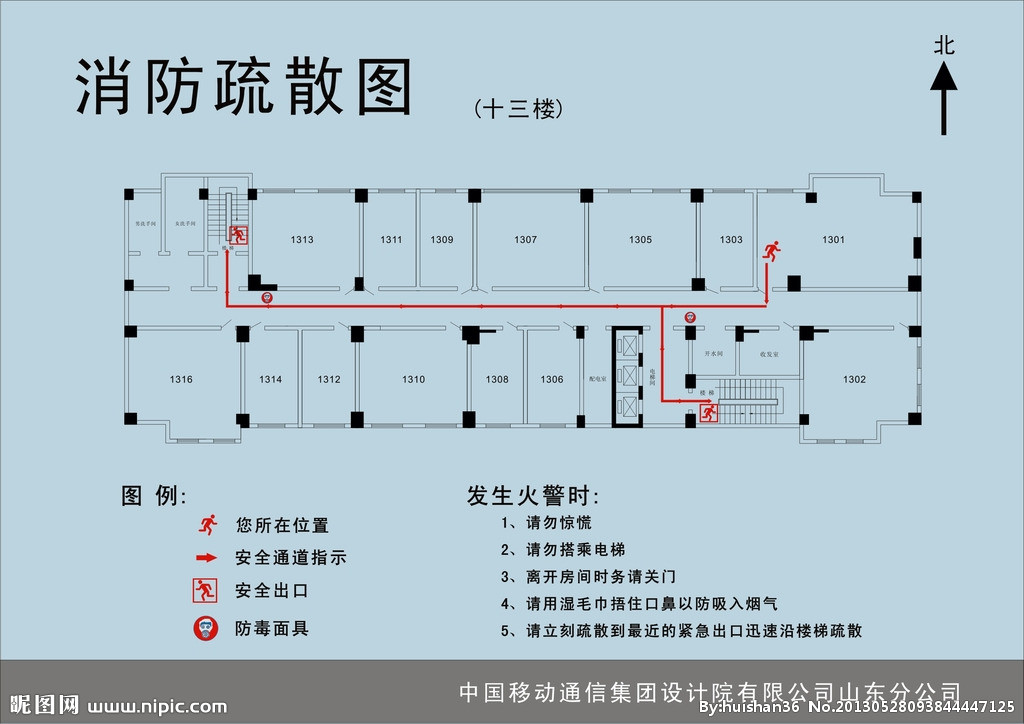 北
消防疏散图
(十三楼)
男洗手间
女洗手间
楼 梯
1313
1311
1309
1307
1305
1303
1301
1316
1314
1312
1310
1308
1306
配电室
电梯间
开水间
收发室
楼 梯
1302
图 例:
您所在位置
安全通道指示
安全出口
防毒面具
发生火警时:
1、请勿惊慌
2、请勿搭乘电梯
3、离开房间时务请关门
4、请用湿毛巾捂住口鼻以防吸入烟气
5、请立刻疏散到最近的紧急出口迅速沿楼梯疏散
中国移动通信集团设计院有限公司山东分公司
昵图网 www.nipic.com
By:huishan36 No.20130528093844447125